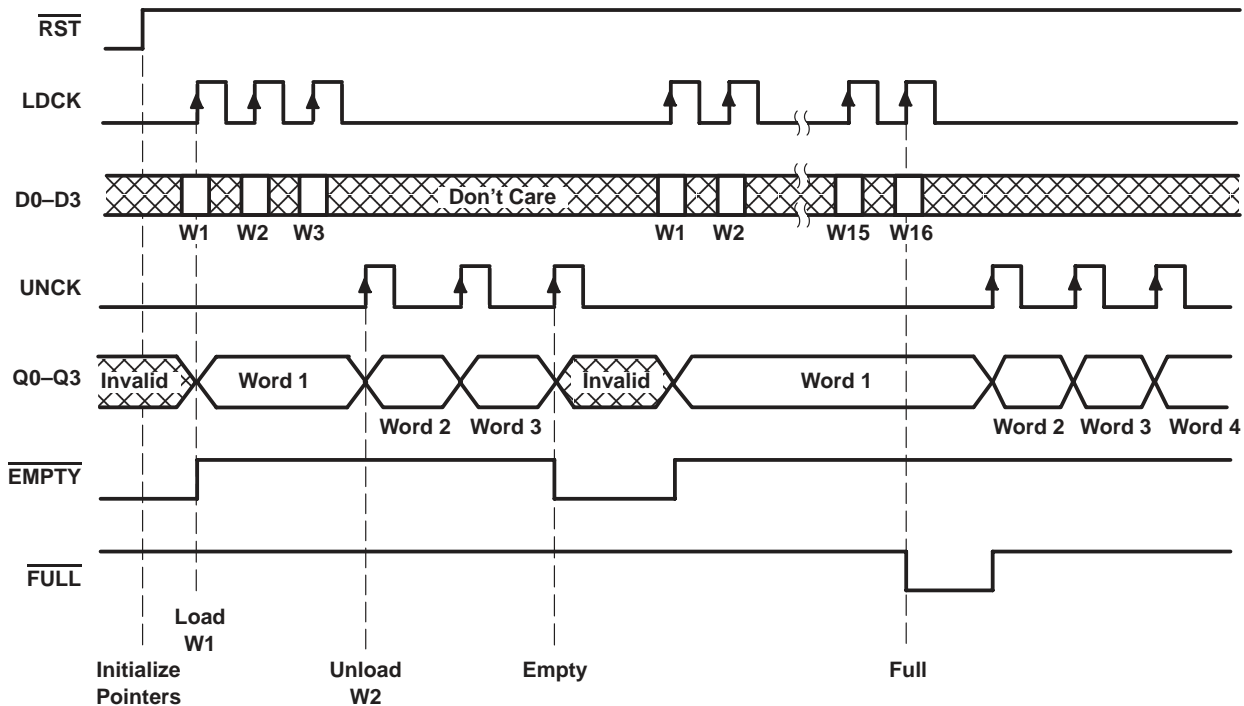 RST
LDCK
D0–D3
Don't Care
W1 W2 W3 W1 W2 W15 W16
UNCK
Q0–Q3
Invalid Word 1 Invalid Word 1
Word 2 Word 3 Word 2 Word 3 Word 4
EMPTY
FULL
Load
W1
Initialize
Pointers
Unload
W2
Empty
Full